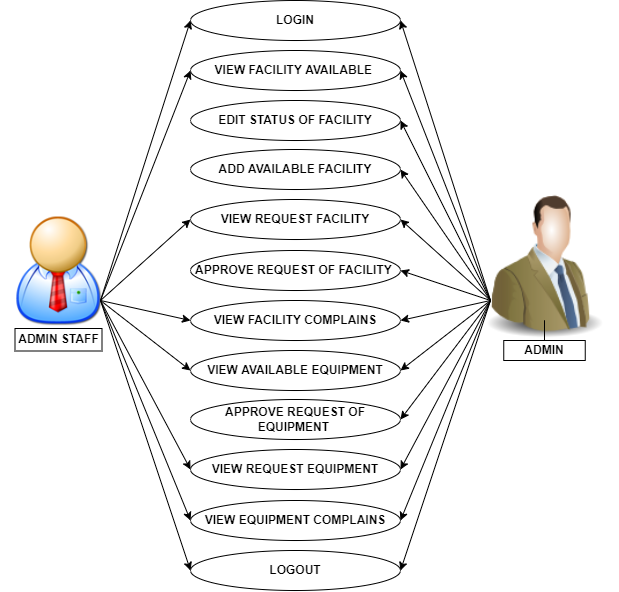 LOGIN
VIEW FACILITY AVAILABLE
EDIT STATUS OF FACILITY
ADD AVAILABLE FACILITY
VIEW REQUEST FACILITY
APPROVE REQUEST OF FACILITY
VIEW FACILITY COMPLAINS
ADMIN STAFF
ADMIN
VIEW AVAILABLE EQUIPMENT
APPROVE REQUEST OF
EQUIPMENT
VIEW REQUEST EQUIPMENT
VIEW EQUIPMENT COMPLAINS
LOGOUT